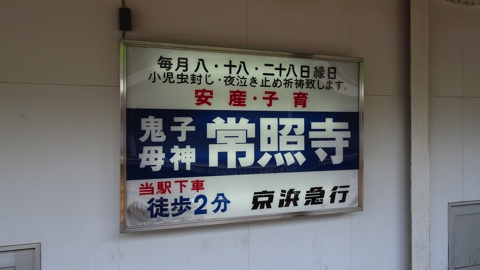 毎月八・十八・二十八日縁日
小児虫封じ・夜泣き止め祈祷致します。
安産・子育
鬼子母神 常照寺
当駅下車
徒歩2分 京浜急行